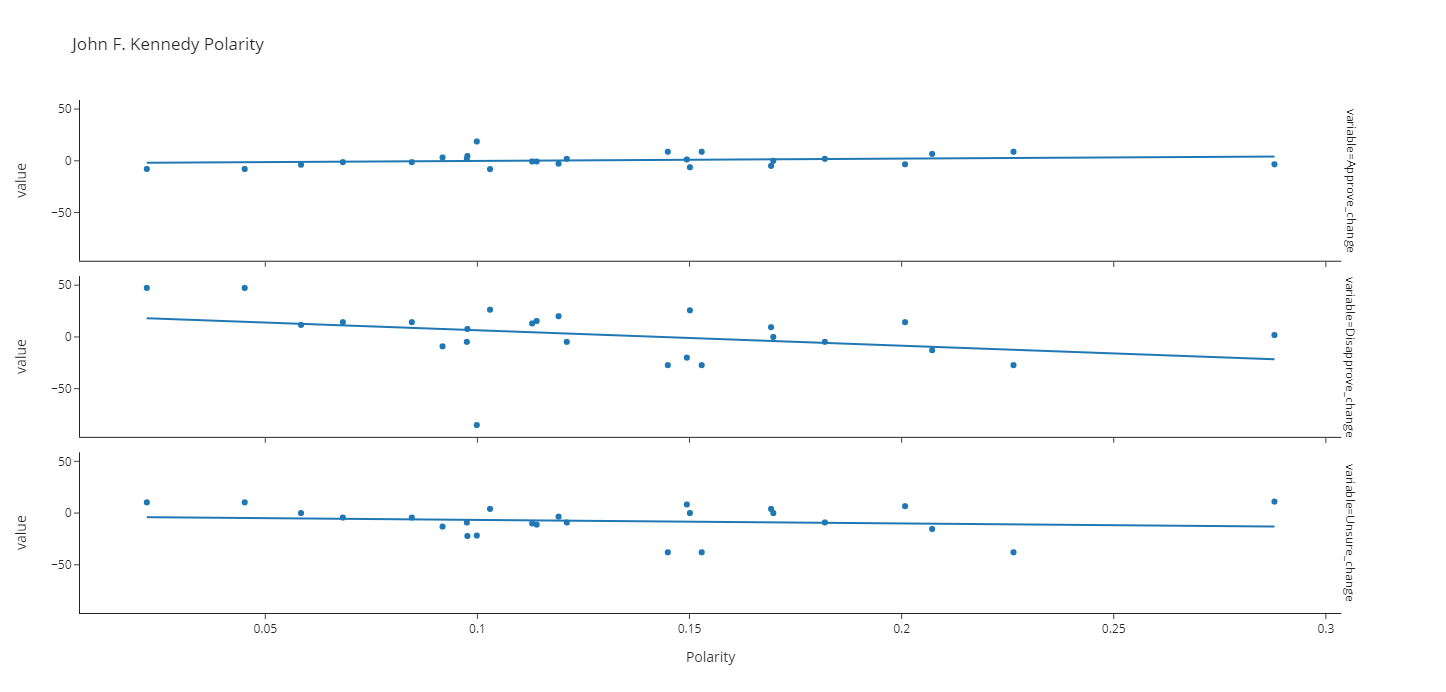 John F. Kennedy Polarity
50
0
−50
value
variable=Approve_change
50
0
−50
value
variable=Disapprove_change
50
0
−50
value
variable=Unsure_change
0.05
0.1
0.15
0.2
0.25
0.3
Polarity